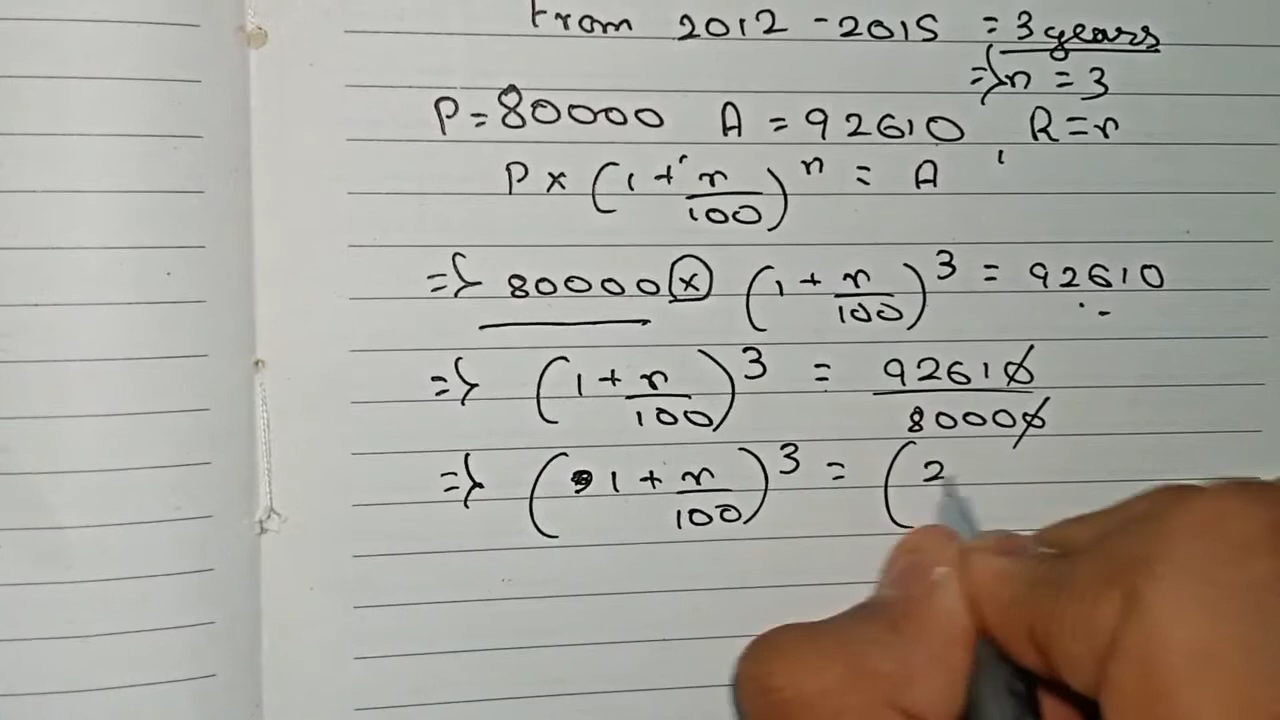 From 2012 - 2015 = 3 years
=> n = 3
P = 80000 A = 92610, R = r
P × (1 + r/100)^n = A
=> 80000 × (1 + r/100)^3 = 92610
=> (1 + r/100)^3 = 92610/80000
=> (1 + r/100)^3 = (2